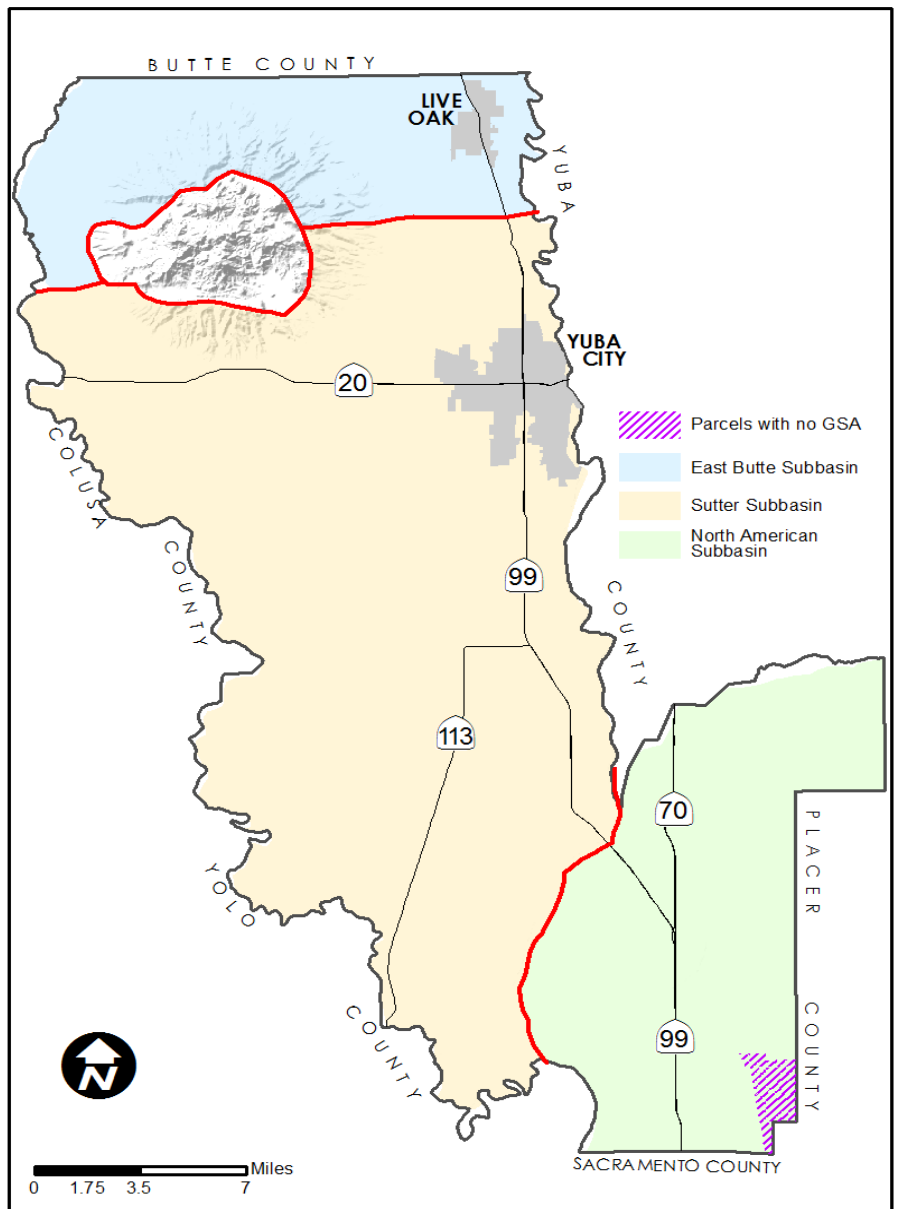 BUTTE COUNTY
LIVE
OAK
YUBA
YUBA
CITY
20
Parcels with no GSA
East Butte Subbasin
Sutter Subbasin
North American
Subbasin
COLUSA
COUNTY
99
COUNTY
113
70
PLACER
YOLO
COUNTY
99
COUNTY
N
SACRAMENTO COUNTY
Miles
0 1.75 3.5 7